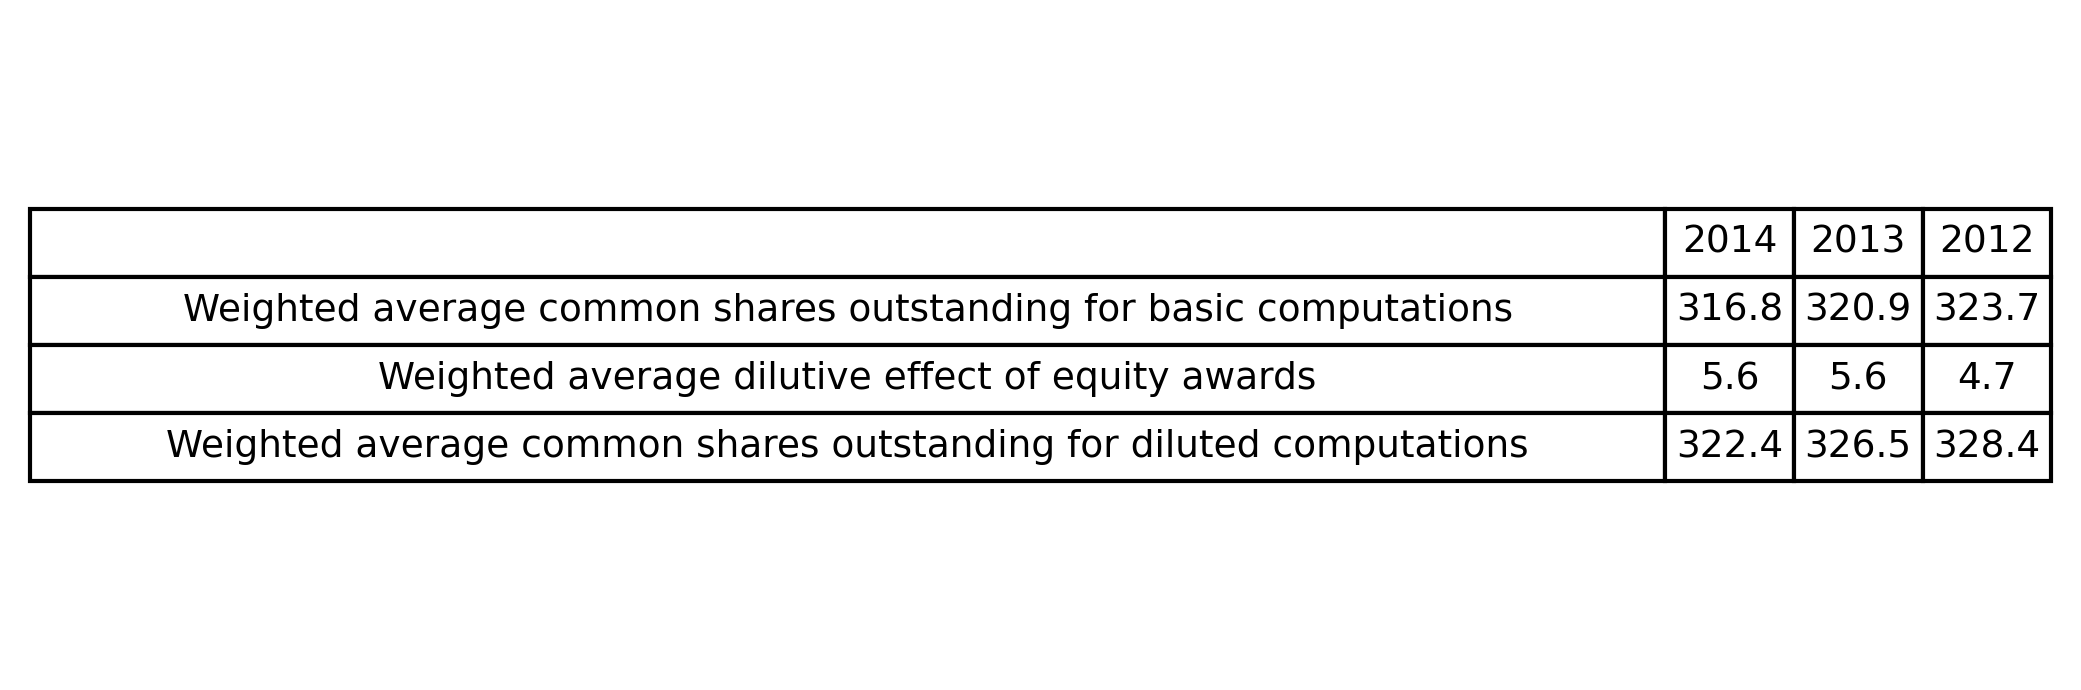 2014 2013 2012
Weighted average common shares outstanding for basic computations 316.8 320.9 323.7
Weighted average dilutive effect of equity awards 5.6 5.6 4.7
Weighted average common shares outstanding for diluted computations 322.4 326.5 328.4